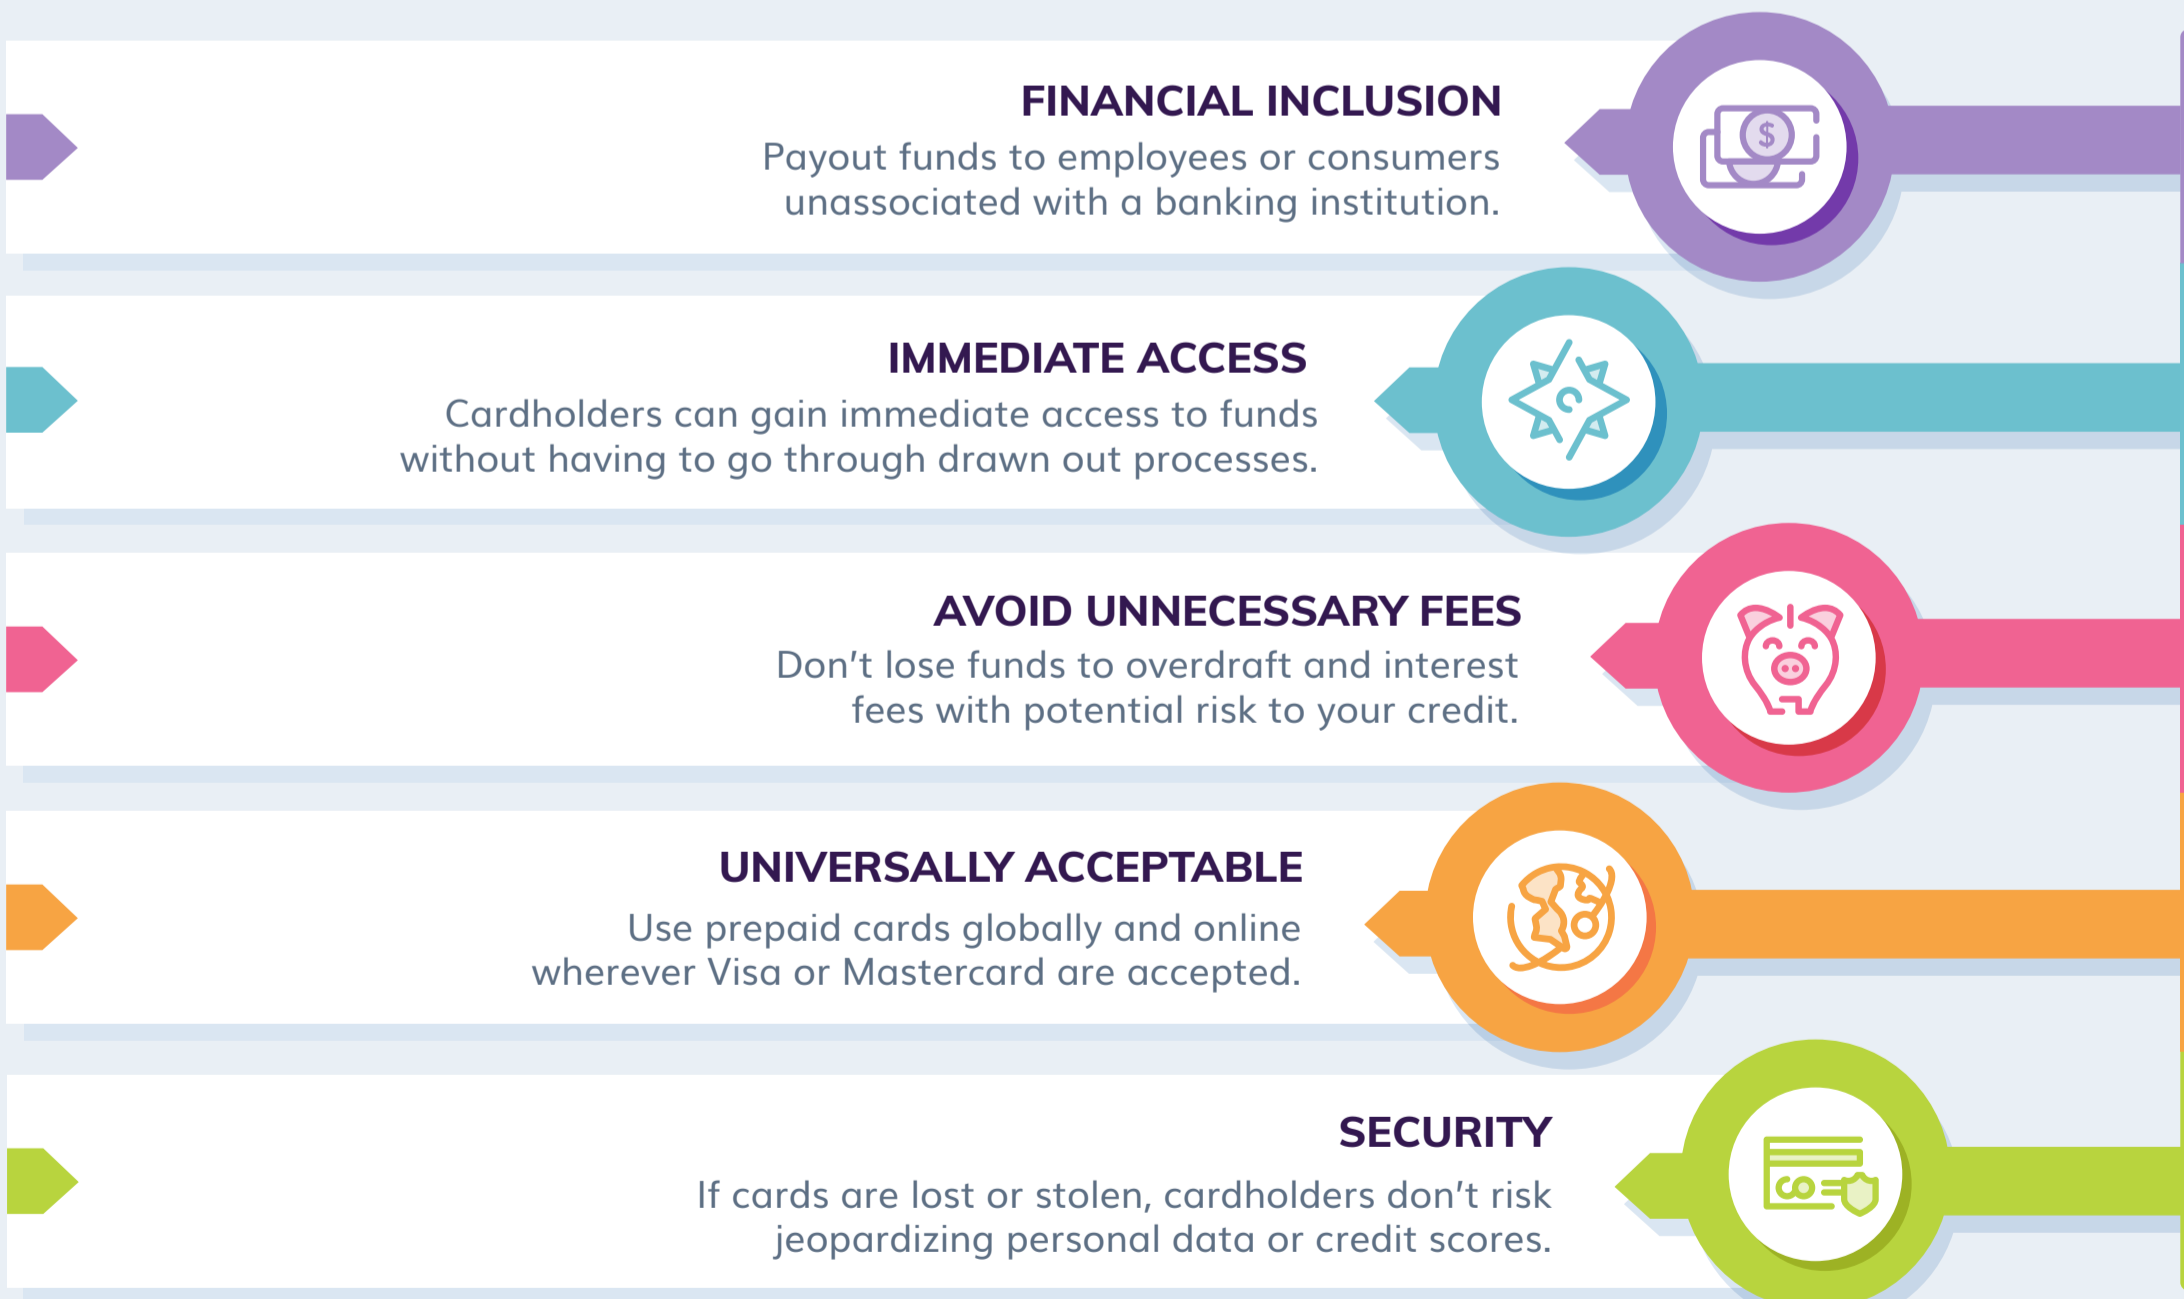 FINANCIAL INCLUSION
Payout funds to employees or consumers
unassociated with a banking institution.
$
IMMEDIATE ACCESS
Cardholders can gain immediate access to funds
without having to go through drawn out processes.
AVOID UNNECESSARY FEES
Don't lose funds to overdraft and interest
fees with potential risk to your credit.
UNIVERSALLY ACCEPTABLE
Use prepaid cards globally and online
wherever Visa or Mastercard are accepted.
SECURITY
If cards are lost or stolen, cardholders don't risk
jeopardizing personal data or credit scores.